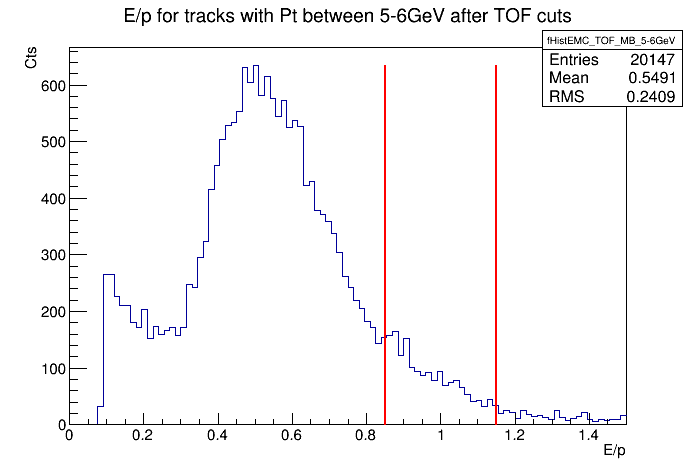 E/p for tracks with Pt between 5-6GeV after TOF cuts
fHistEMC_TOF_MB_5-6GeV
Entries 20147
Mean 0.5491
RMS 0.2409
Cts
600
500
400
300
200
100
0
0 0.2 0.4 0.6 0.8 1 1.2 1.4
E/p